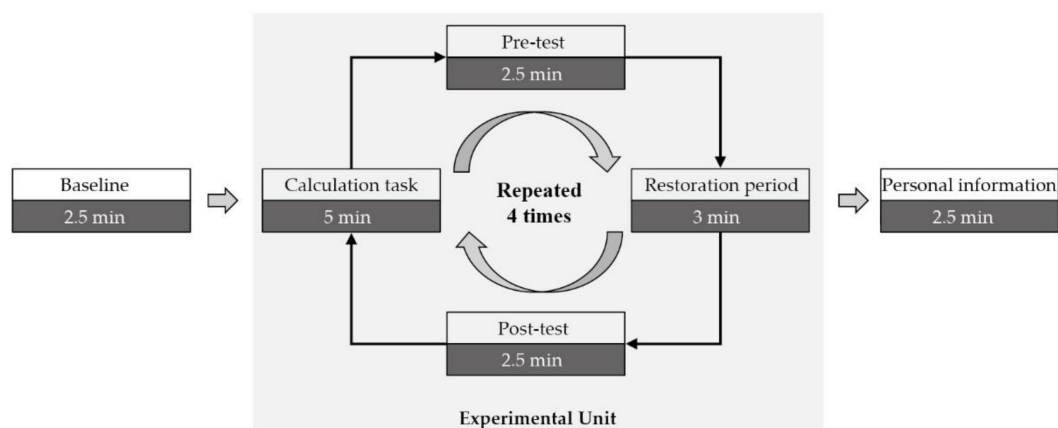 Pre-test
2.5 min
Baseline
2.5 min
Calculation task
5 min
Repeated
4 times
Restoration period
3 min
Personal information
2.5 min
Post-test
2.5 min
Experimental Unit